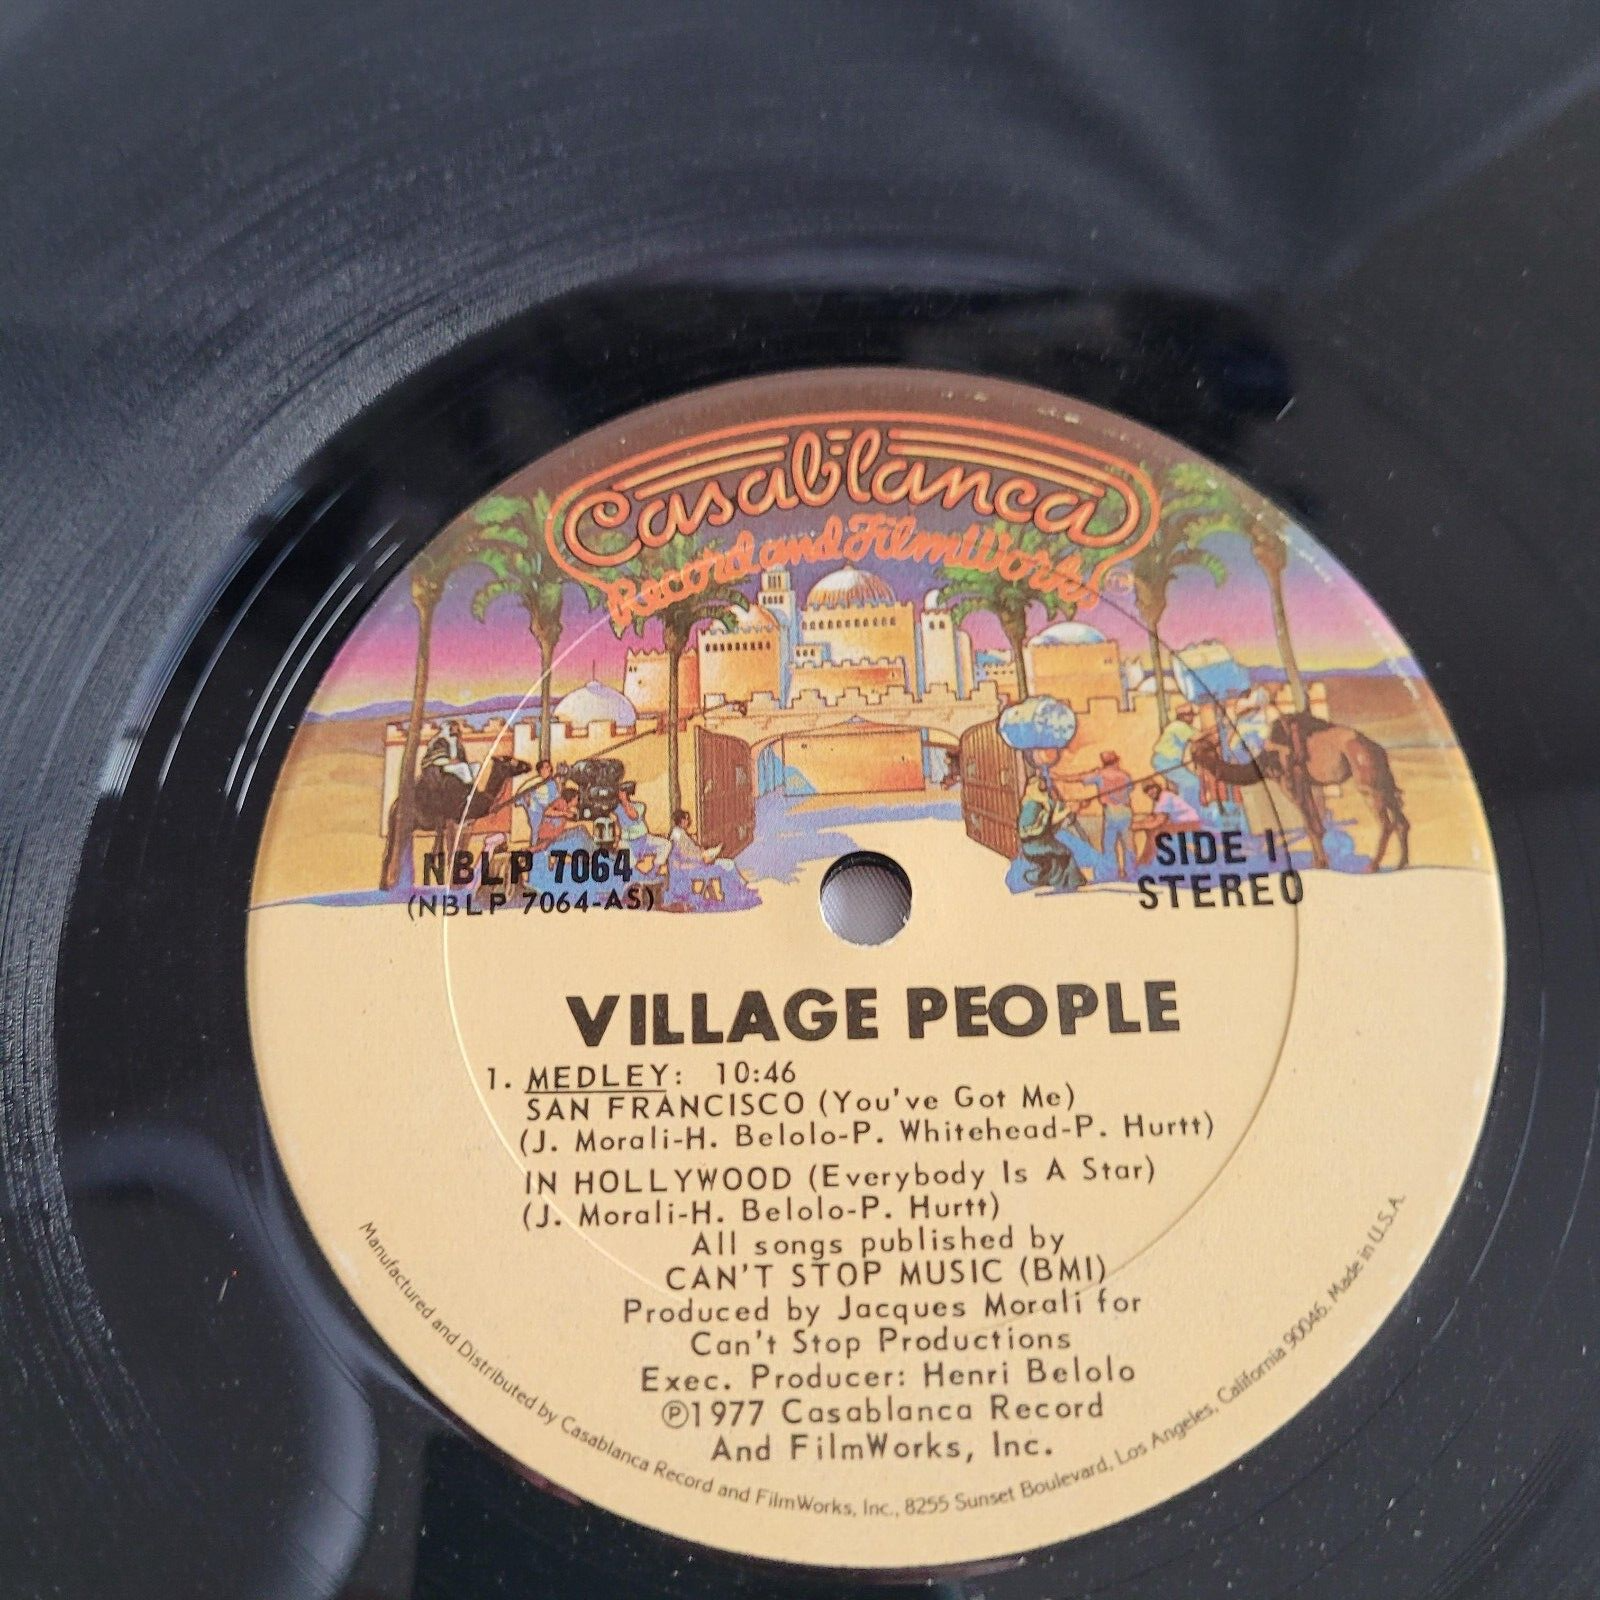 Casablanca
Record and FilmWorks
TM
NBLP 7064
(NBLP 7064-AS)
SIDE 1
STEREO
VILLAGE PEOPLE
1. MEDLEY: 10:46
SAN FRANCISCO (You've Got Me)
(J. Morali-H. Belolo-P. Whitehead-P. Hurtt)
IN HOLLYWOOD (Everybody Is A Star)
(J. Morali-H. Belolo-P. Hurtt)
All songs published by
CAN'T STOP MUSIC (BMI)
Produced by Jacques Morali for
Can't Stop Productions
Exec. Producer: Henri Belolo
℗1977 Casablanca Record
And FilmWorks, Inc.
Manufactured and Distributed by Casablanca Record and FilmWorks, Inc., 8255 Sunset Boulevard, Los Angeles, California 90046. Made in U.S.A.